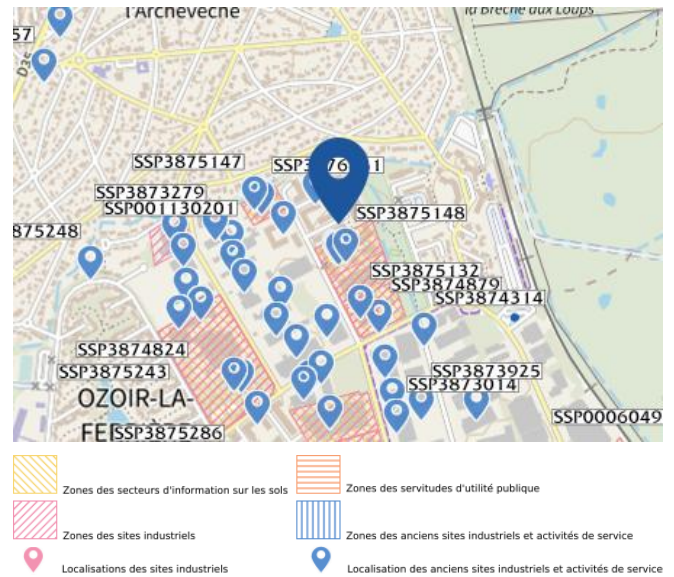 l'Archevêché
la Brèche aux Loups
57
SSP3875147
SSP3873279
SSP001130201
SSP3875148
875248
SSP3875132
SSP3874879
SSP3874314
SSP3874824
SSP3875243
SSP3873925
SSP3873014
OZOIR-LA-
SSP0006049
SSP3875286
Zones des secteurs d'information sur les sols
Zones des servitudes d'utilité publique
Zones des sites industriels
Zones des anciens sites industriels et activités de service
Localisations des sites industriels
Localisation des anciens sites industriels et activités de service